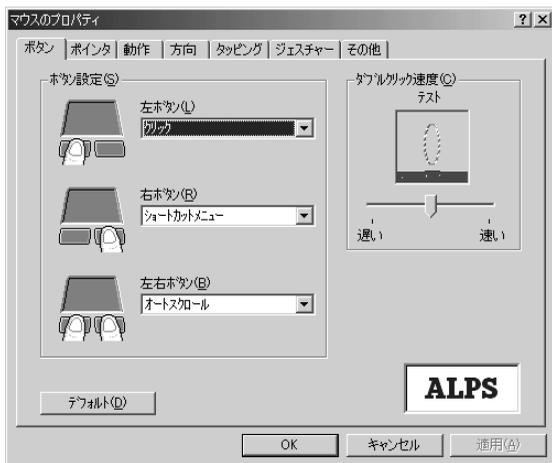 マウスのプロパティ
? ×
ボタン ポインタ 動作 方向 タッピング ジェスチャー その他
ボタン設定(S)
左ボタン(L)
クリック
右ボタン(R)
ショートカットメニュー
左右ボタン(B)
オートスクロール
ダブルクリック速度(C)
テスト
遅い 速い
デフォルト(D)
ALPS
OK キャンセル 適用(A)